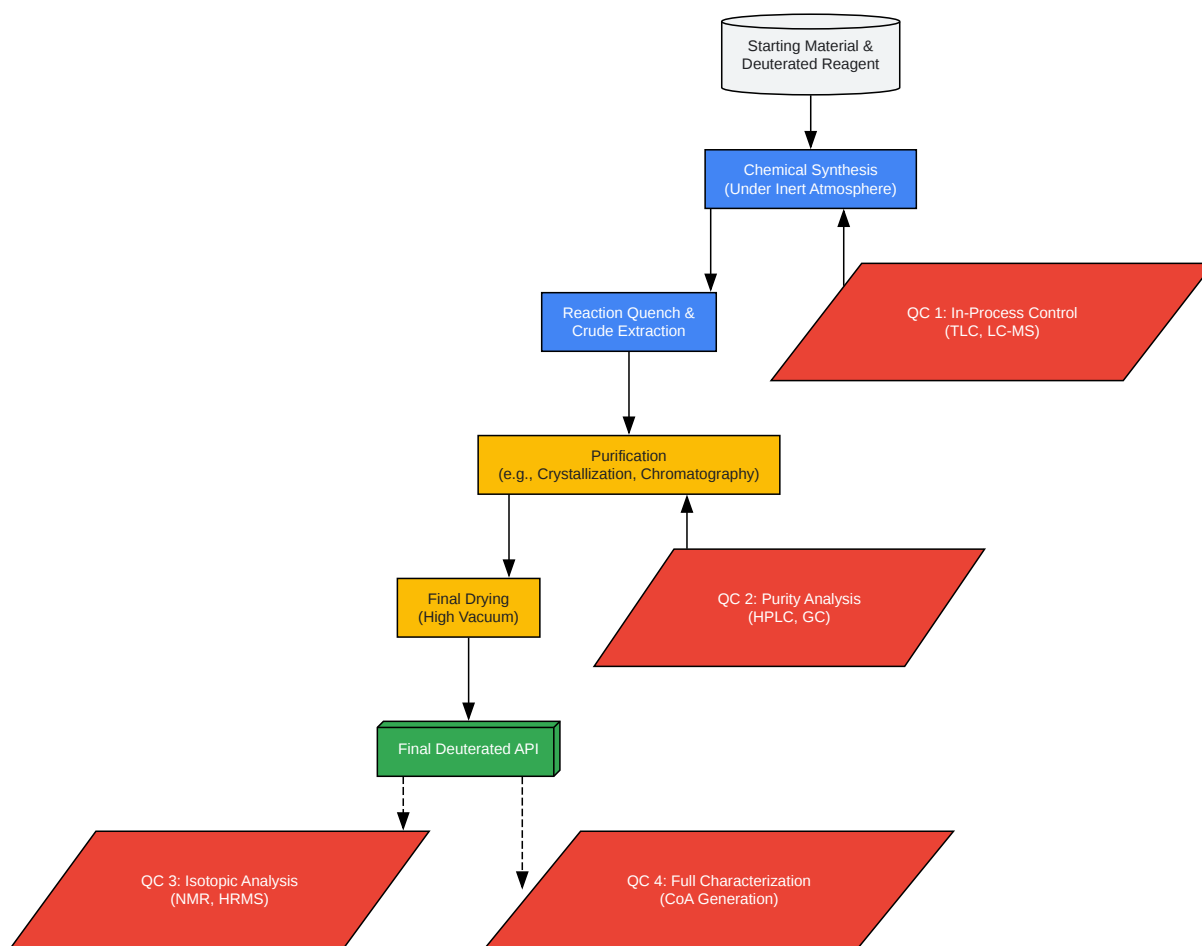 Starting Material &
Deuterated Reagent
Chemical Synthesis
(Under Inert Atmosphere)
Reaction Quench &
Crude Extraction
QC 1: In-Process Control
(TLC, LC-MS)
Purification
(e.g., Crystallization, Chromatography)
Final Drying
(High Vacuum)
QC 2: Purity Analysis
(HPLC, GC)
Final Deuterated API
QC 3: Isotopic Analysis
(NMR, HRMS)
QC 4: Full Characterization
(CoA Generation)